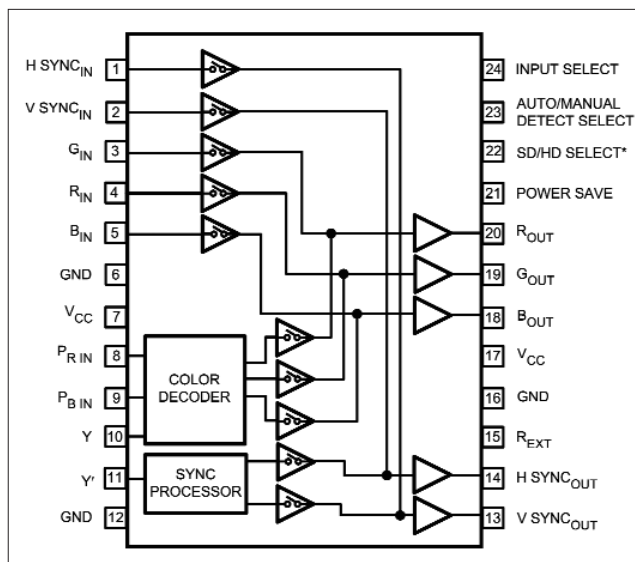 H SYNCIN 1
V SYNCIN 2
GIN 3
RIN 4
BIN 5
GND 6
VCC 7
PR IN 8
PB IN 9
Y 10
Y' 11
GND 12
COLOR
DECODER
SYNC
PROCESSOR
24 INPUT SELECT
23 AUTO/MANUAL
DETECT SELECT
22 SD/HD SELECT*
21 POWER SAVE
20 ROUT
19 GOUT
18 BOUT
17 VCC
16 GND
15 REXT
14 H SYNCOUT
13 V SYNCOUT